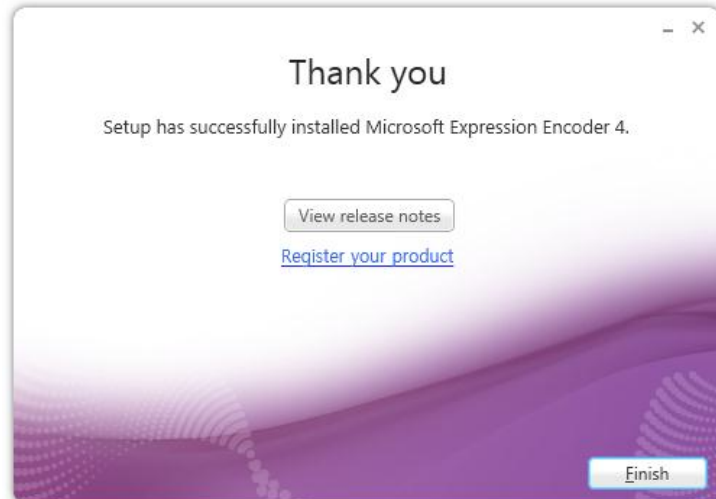 Thank you
Setup has successfully installed Microsoft Expression Encoder 4.
View release notes
Register your product
Finish